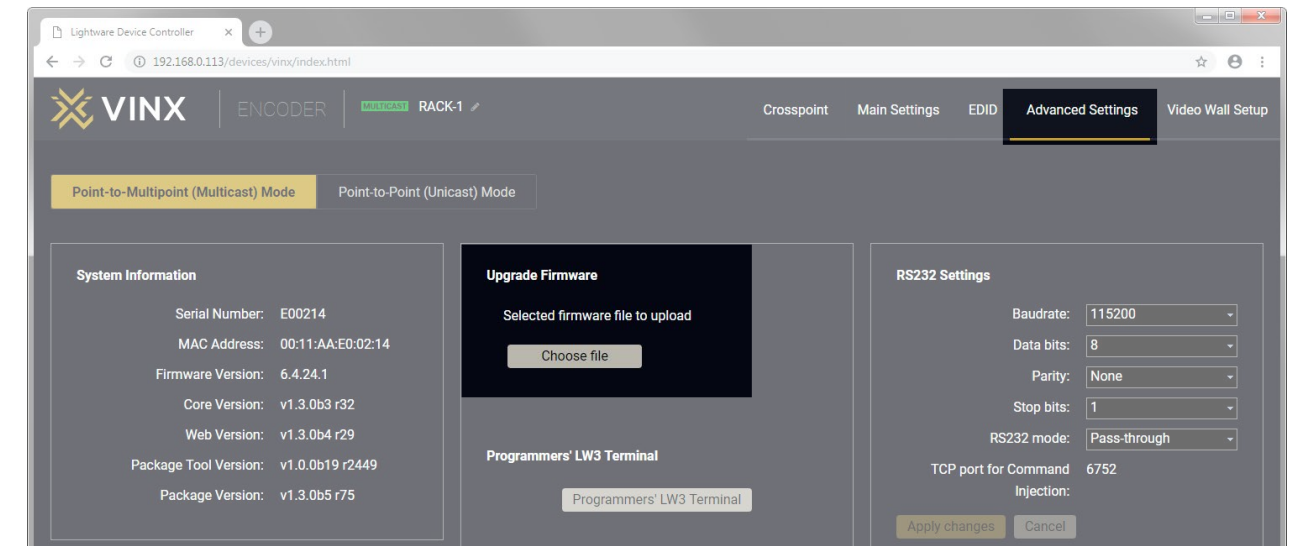 Lightware Device Controller
192.168.0.113/devices/vinx/index.html
VINX ENCODER MULTICAST RACK-1
Crosspoint Main Settings EDID Advanced Settings Video Wall Setup
Point-to-Multipoint (Multicast) Mode Point-to-Point (Unicast) Mode
System Information
Serial Number: E00214
MAC Address: 00:11:AA:E0:02:14
Firmware Version: 6.4.24.1
Core Version: v1.3.0b3 r32
Web Version: v1.3.0b4 r29
Package Tool Version: v1.0.0b19 r2449
Package Version: v1.3.0b5 r75
Upgrade Firmware
Selected firmware file to upload
Choose file
Programmers' LW3 Terminal
Programmers' LW3 Terminal
RS232 Settings
Baudrate: 115200
Data bits: 8
Parity: None
Stop bits: 1
RS232 mode: Pass-through
TCP port for Command 6752
Injection:
Apply changes Cancel